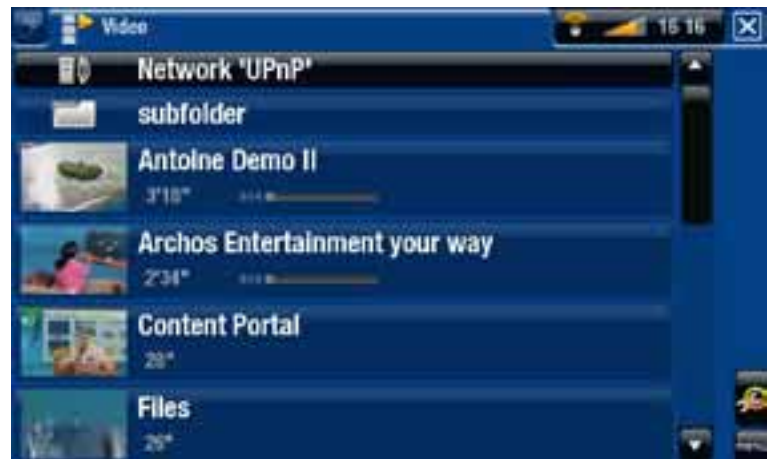 Video
16 16
Network 'UPnP'
subfolder
Antoine Demo II
3'18"
Archos Entertainment your way
2'34"
Content Portal
28"
Files
26"